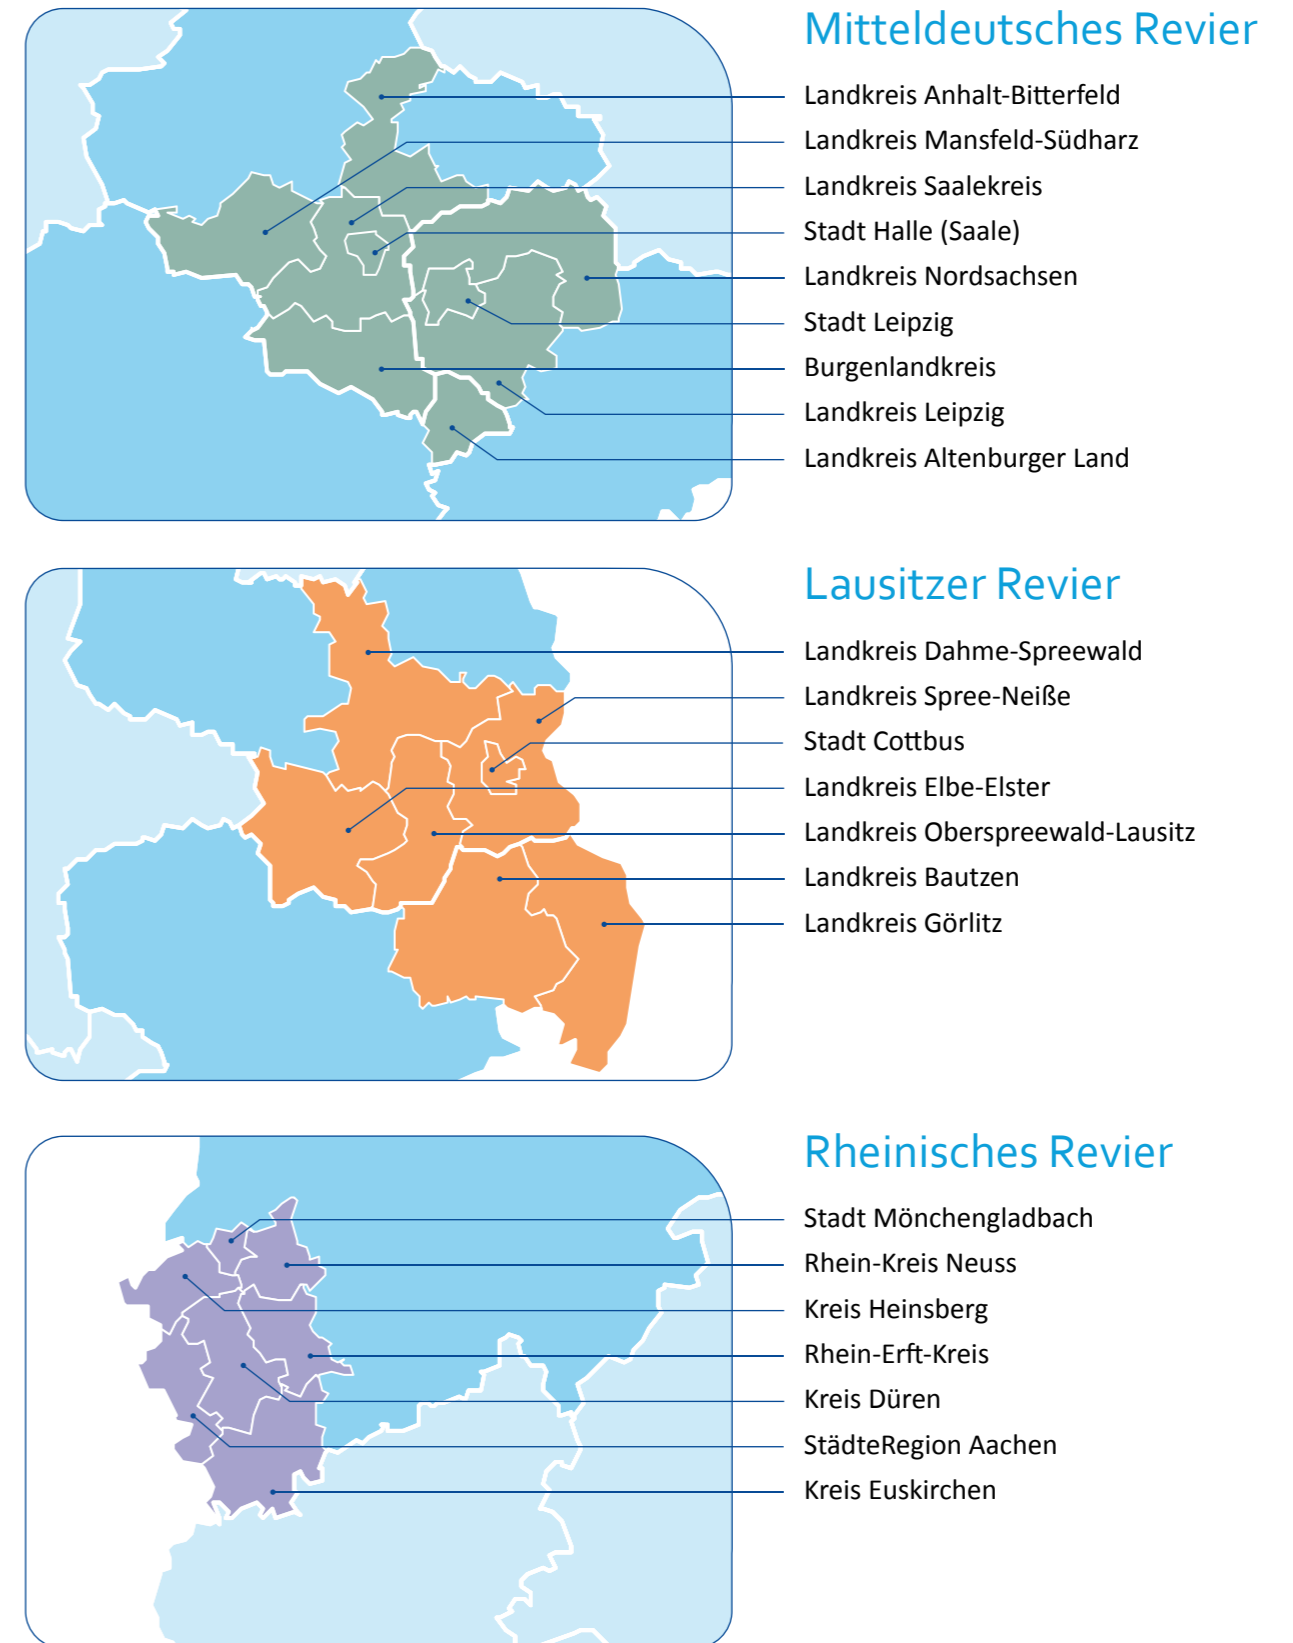 Mitteldeutsches Revier
Landkreis Anhalt-Bitterfeld
Landkreis Mansfeld-Südharz
Landkreis Saalekreis
Stadt Halle (Saale)
Landkreis Nordsachsen
Stadt Leipzig
Burgenlandkreis
Landkreis Leipzig
Landkreis Altenburger Land
Lausitzer Revier
Landkreis Dahme-Spreewald
Landkreis Spree-Neiße
Stadt Cottbus
Landkreis Elbe-Elster
Landkreis Oberspreewald-Lausitz
Landkreis Bautzen
Landkreis Görlitz
Rheinisches Revier
Stadt Mönchengladbach
Rhein-Kreis Neuss
Kreis Heinsberg
Rhein-Erft-Kreis
Kreis Düren
StädteRegion Aachen
Kreis Euskirchen